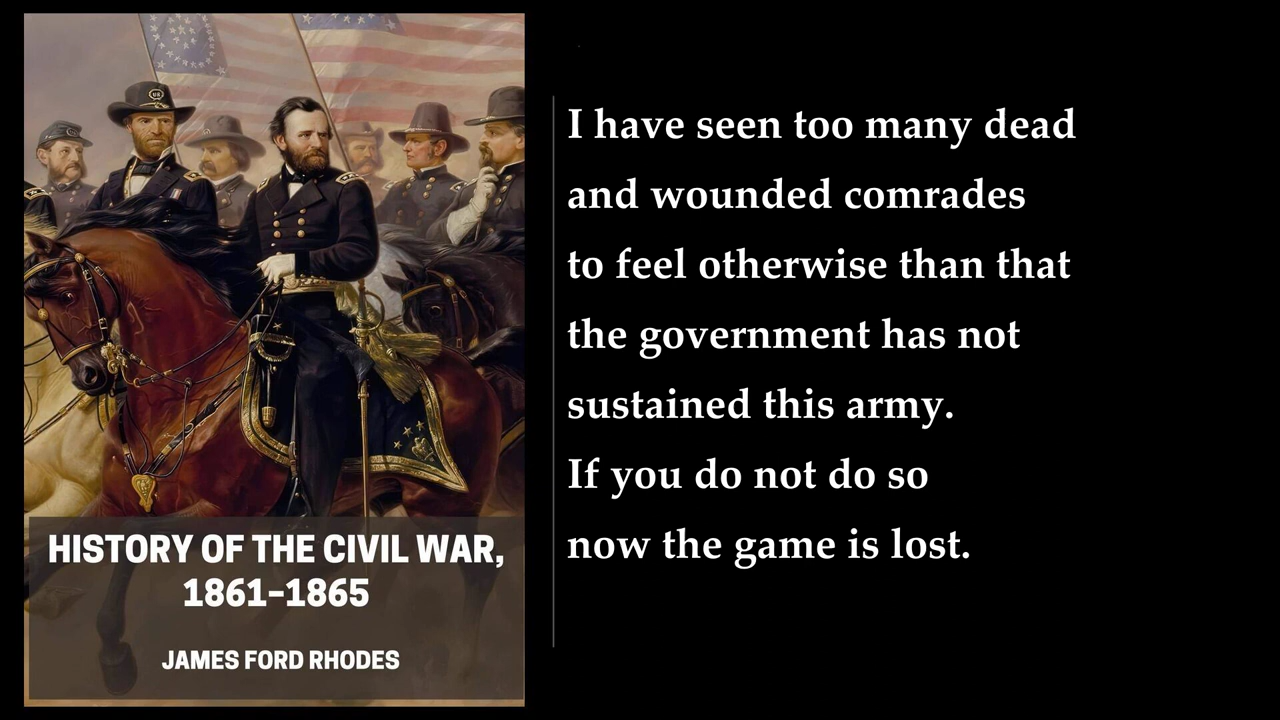 HISTORY OF THE CIVIL WAR,
1861–1865
JAMES FORD RHODES
I have seen too many dead
and wounded comrades
to feel otherwise than that
the government has not
sustained this army.
If you do not do so
now the game is lost.